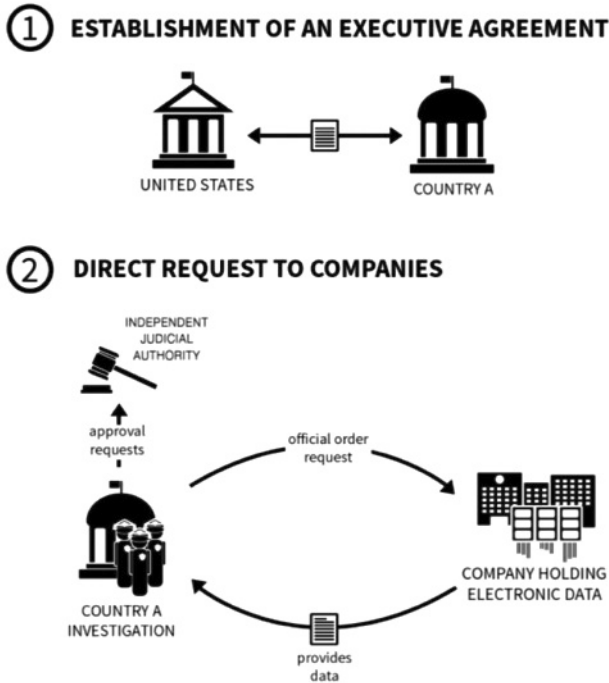 1 ESTABLISHMENT OF AN EXECUTIVE AGREEMENT
UNITED STATES
COUNTRY A
2 DIRECT REQUEST TO COMPANIES
INDEPENDENT
JUDICIAL
AUTHORITY
approval
requests
official order
request
COUNTRY A
INVESTIGATION
COMPANY HOLDING
ELECTRONIC DATA
provides
data